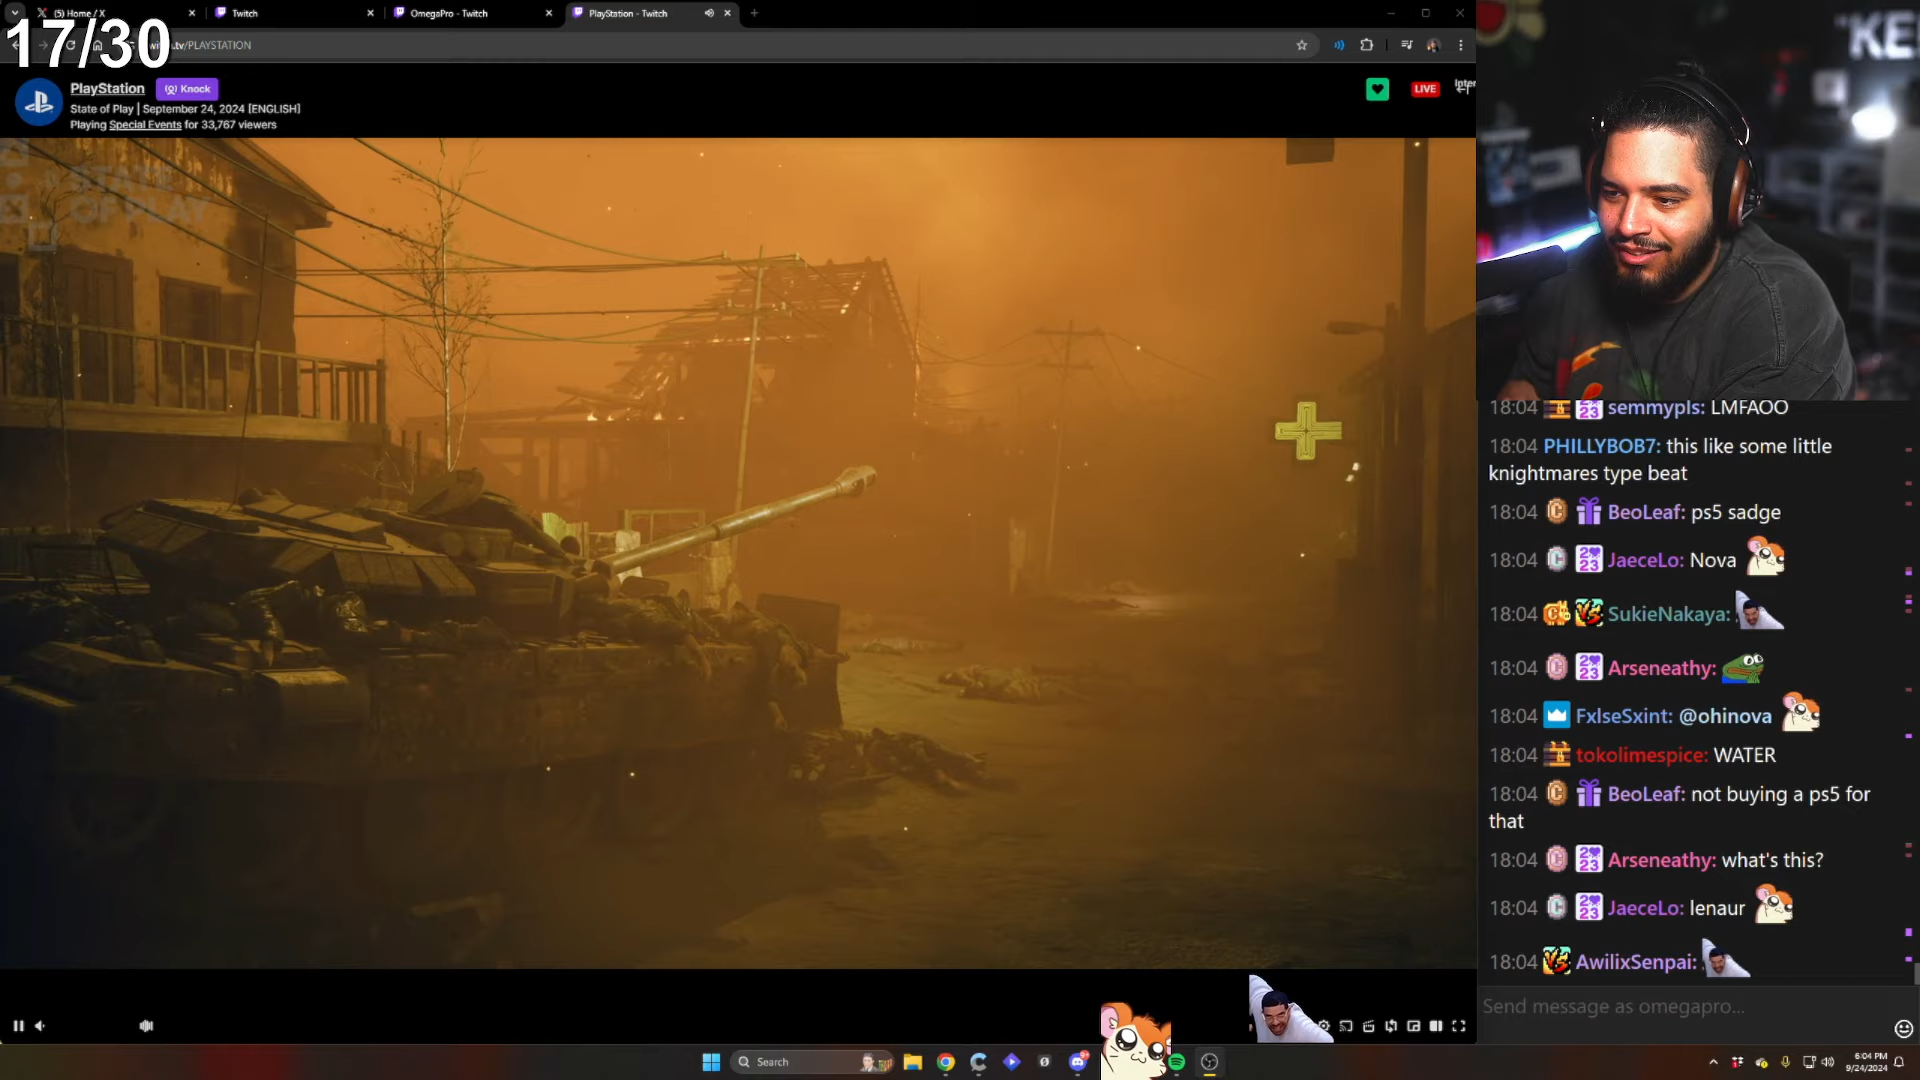 (5) Home / X
Twitch
OmegaPro - Twitch
PlayStation - Twitch
17/30
.tv/PLAYSTATION
PlayStation
Knock
LIVE
State of Play | September 24, 2024 [ENGLISH]
Playing Special Events for 33,767 viewers
STATE
OF PLAY
"KE
18:04 semmypls: LMFAOO
18:04 PHILLYBOB7: this like some little
knightmares type beat
18:04 BeoLeaf: ps5 sadge
18:04 JaeceLo: Nova
18:04 SukieNakaya:
18:04 Arseneathy:
18:04 FxlseSxint: @ohinova
18:04 tokolimespice: WATER
18:04 BeoLeaf: not buying a ps5 for
that
18:04 Arseneathy: what's this?
18:04 JaeceLo: lenaur
18:04 AwilixSenpai:
Send message as omegapro...
Search
6:04 PM
9/24/2024